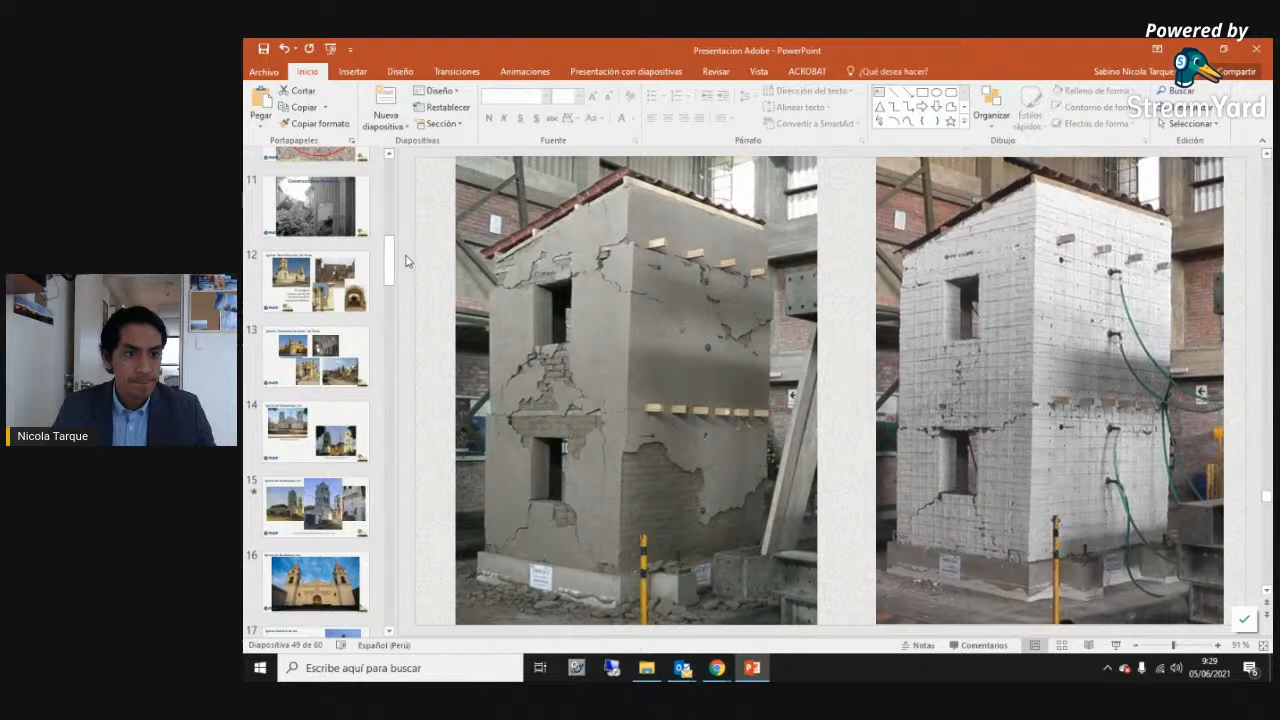 Powered by
StreamYard
Presentacion Adobe - PowerPoint
Archivo
Inicio
Insertar
Diseño
Transiciones
Animaciones
Presentación con diapositivas
Revisar
Vista
ACROBAT
¿Qué desea hacer?
Sabino Nicola Tarque
Compartir
Pegar
Cortar
Copiar
Copiar formato
Portapapeles
Nueva
diapositiva
Diseño
Restablecer
Sección
Diapositivas
N K S S abc AV Aa A
Fuente
Dirección del texto
Alinear texto
Convertir a SmartArt
Párrafo
Organizar
Estilos
rápidos
Relleno de forma
Contorno de forma
Efectos de forma
Dibujo
Buscar
Seleccionar
Edición
11
12
13
14
15
16
17
Nicola Tarque
Diapositiva 49 de 60
Español (Perú)
Notas
Comentarios
91 %
Escribe aquí para buscar
9:29
05/06/2021